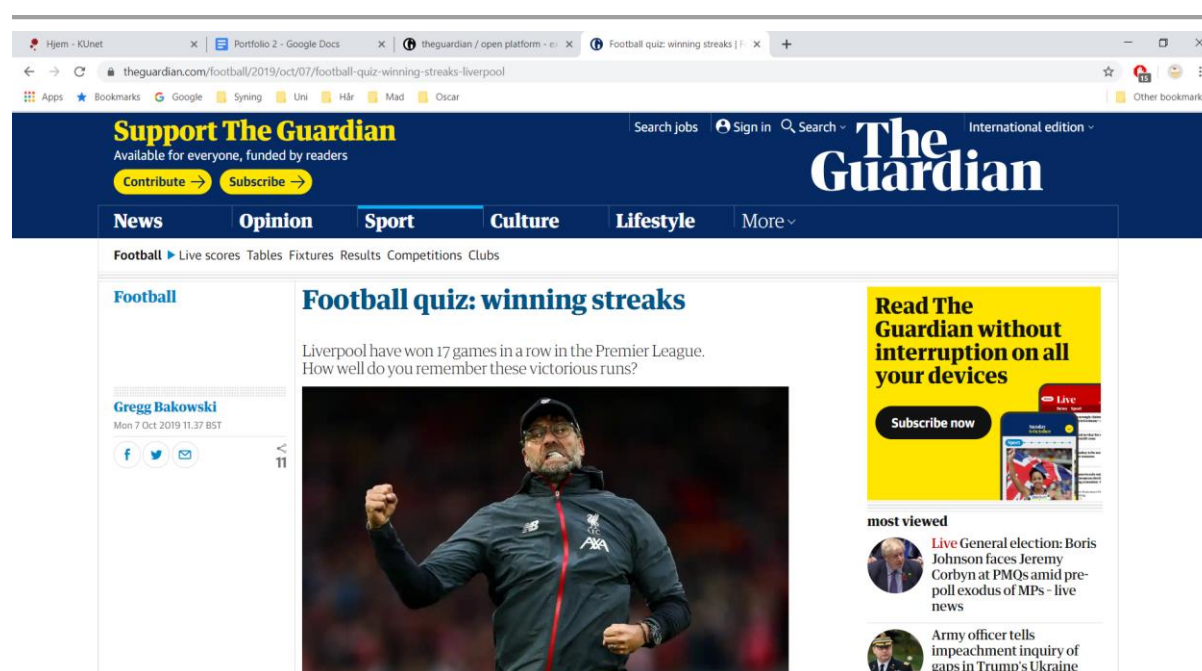 Hjem - KUnet
Portfolio 2 - Google Docs
theguardian / open platform - e
Football quiz: winning streaks | F
theguardian.com/football/2019/oct/07/football-quiz-winning-streaks-liverpool
15
Apps Bookmarks Google Syning Uni Hår Mad Oscar Other bookmark
Support The Guardian
Available for everyone, funded by readers
Contribute → Subscribe →
Search jobs Sign in Search International edition
The
Guardian
News Opinion Sport Culture Lifestyle More
Football Live scores Tables Fixtures Results Competitions Clubs
Football
Football quiz: winning streaks
Liverpool have won 17 games in a row in the Premier League.
How well do you remember these victorious runs?
Gregg Bakowski
Mon 7 Oct 2019 11.37 BST
11
AXA
Read The
Guardian without
interruption on all
your devices
Subscribe now
Live
Sunday
Sport
most viewed
Live General election: Boris
Johnson faces Jeremy
Corbyn at PMQs amid pre-
poll exodus of MPs – live
news
Army officer tells
impeachment inquiry of
gaps in Trump's Ukraine